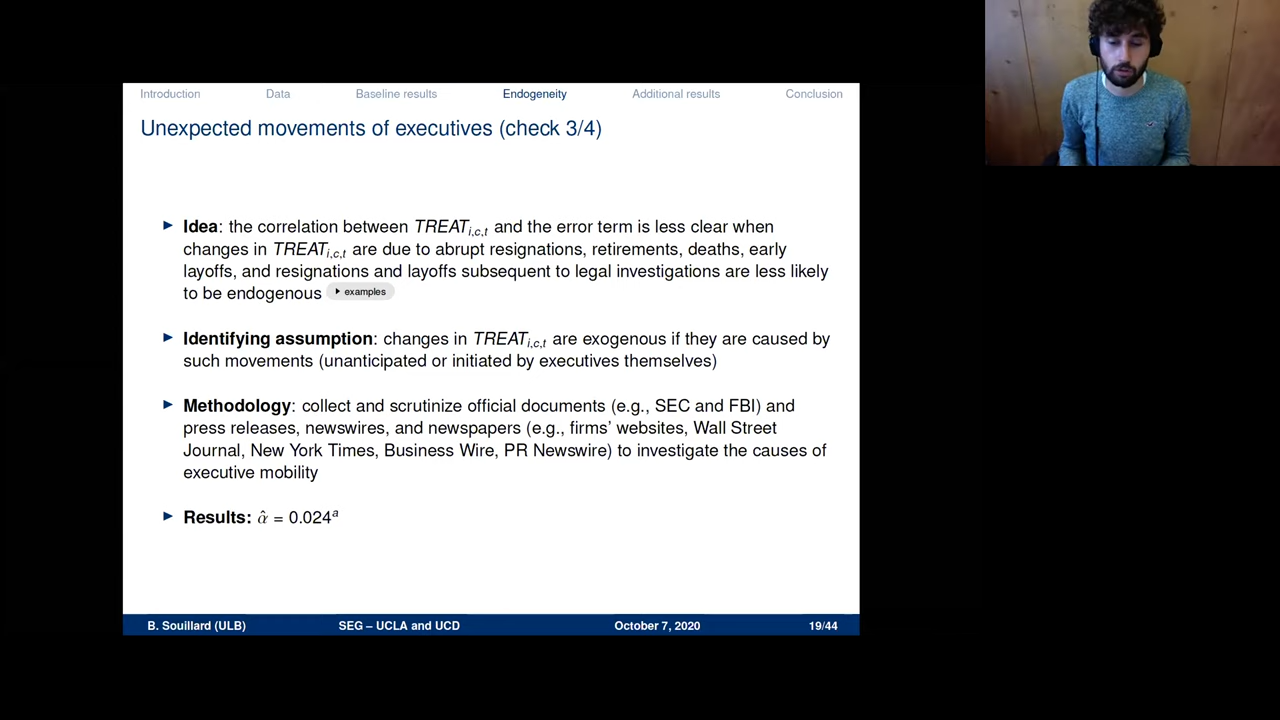 Introduction Data Baseline results Endogeneity Additional results Conclusion
Unexpected movements of executives (check 3/4)
Idea: the correlation between TREATi,c,t and the error term is less clear when
changes in TREATi,c,t are due to abrupt resignations, retirements, deaths, early
layoffs, and resignations and layoffs subsequent to legal investigations are less likely
to be endogenous examples
Identifying assumption: changes in TREATi,c,t are exogenous if they are caused by
such movements (unanticipated or initiated by executives themselves)
Methodology: collect and scrutinize official documents (e.g., SEC and FBI) and
press releases, newswires, and newspapers (e.g., firms' websites, Wall Street
Journal, New York Times, Business Wire, PR Newswire) to investigate the causes of
executive mobility
Results: α̂ = 0.024ᵃ
B. Souillard (ULB) SEG – UCLA and UCD October 7, 2020 19/44